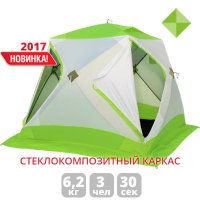 2017
НОВИНКА!
СТЕКЛОКОМПОЗИТНЫЙ КАРКАС
6,2 кг
3 чел
30 сек